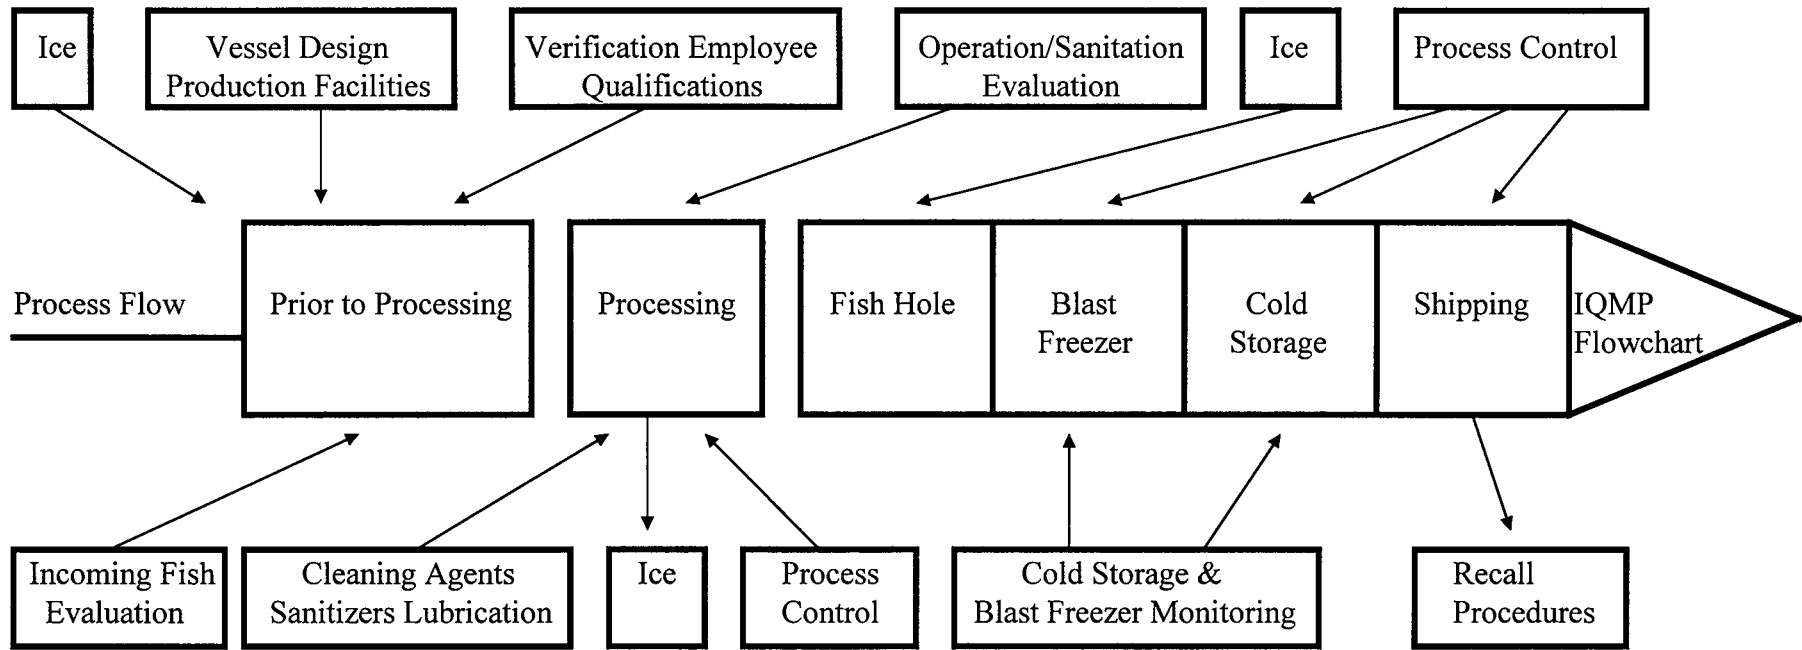 Ice
Vessel Design
Production Facilities
Verification Employee
Qualifications
Operation/Sanitation
Evaluation
Ice
Process Control
Process Flow
Prior to Processing
Processing
Fish Hole
Blast
Freezer
Cold
Storage
Shipping
IQMP
Flowchart
Incoming Fish
Evaluation
Cleaning Agents
Sanitizers Lubrication
Ice
Process
Control
Cold Storage &
Blast Freezer Monitoring
Recall
Procedures